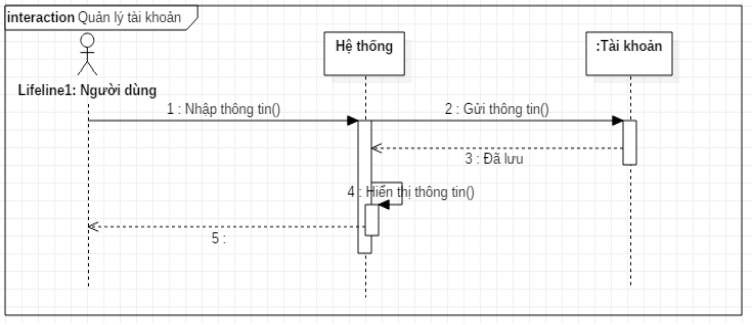 interaction Quản lý tài khoản
Hệ thống
:Tài khoản
Lifeline1: Người dùng
1 : Nhập thông tin()
2 : Gửi thông tin()
3 : Đã lưu
4 : Hiển thị thông tin()
5 :